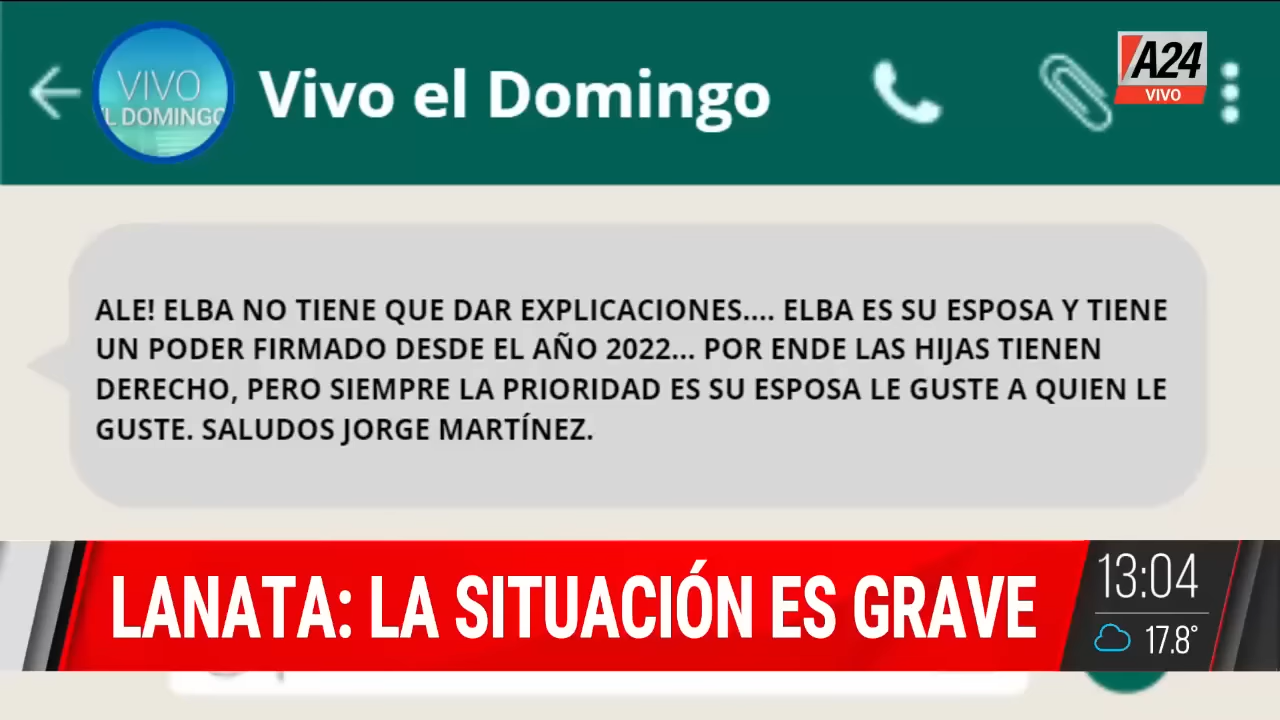 VIVO
EL DOMINGO
Vivo el Domingo
A24
VIVO
ALE! ELBA NO TIENE QUE DAR EXPLICACIONES.... ELBA ES SU ESPOSA Y TIENE
UN PODER FIRMADO DESDE EL AÑO 2022... POR ENDE LAS HIJAS TIENEN
DERECHO, PERO SIEMPRE LA PRIORIDAD ES SU ESPOSA LE GUSTE A QUIEN LE
GUSTE. SALUDOS JORGE MARTÍNEZ.
LANATA: LA SITUACIÓN ES GRAVE
13:04
17.8°